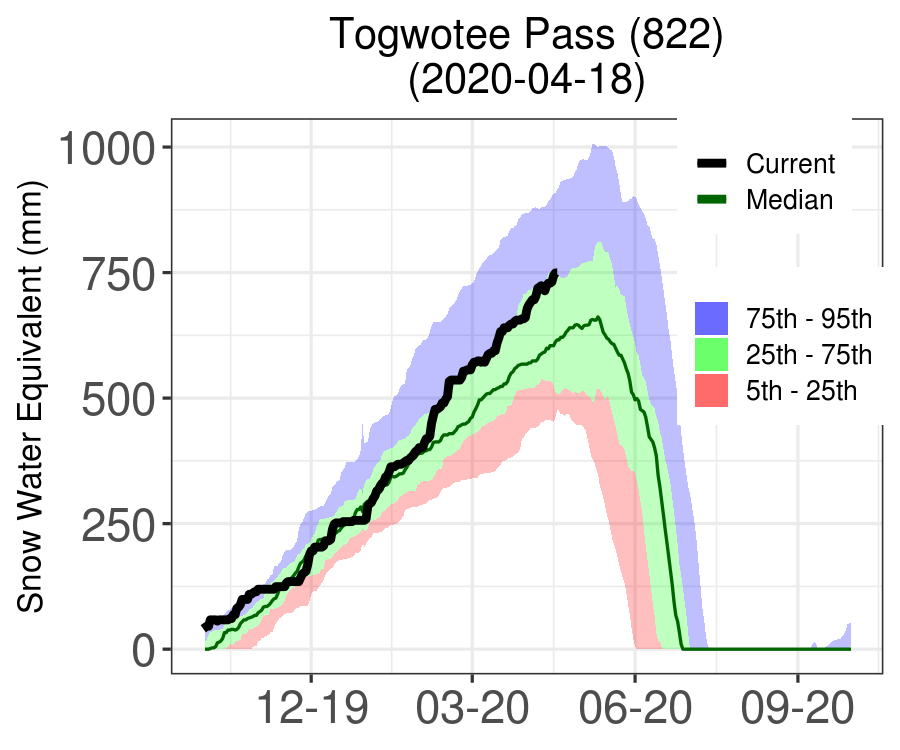 Togwotee Pass (822)
(2020-04-18)
Snow Water Equivalent (mm)
1000
750
500
250
0
12-19
03-20
06-20
09-20
Current
Median
75th - 95th
25th - 75th
5th - 25th